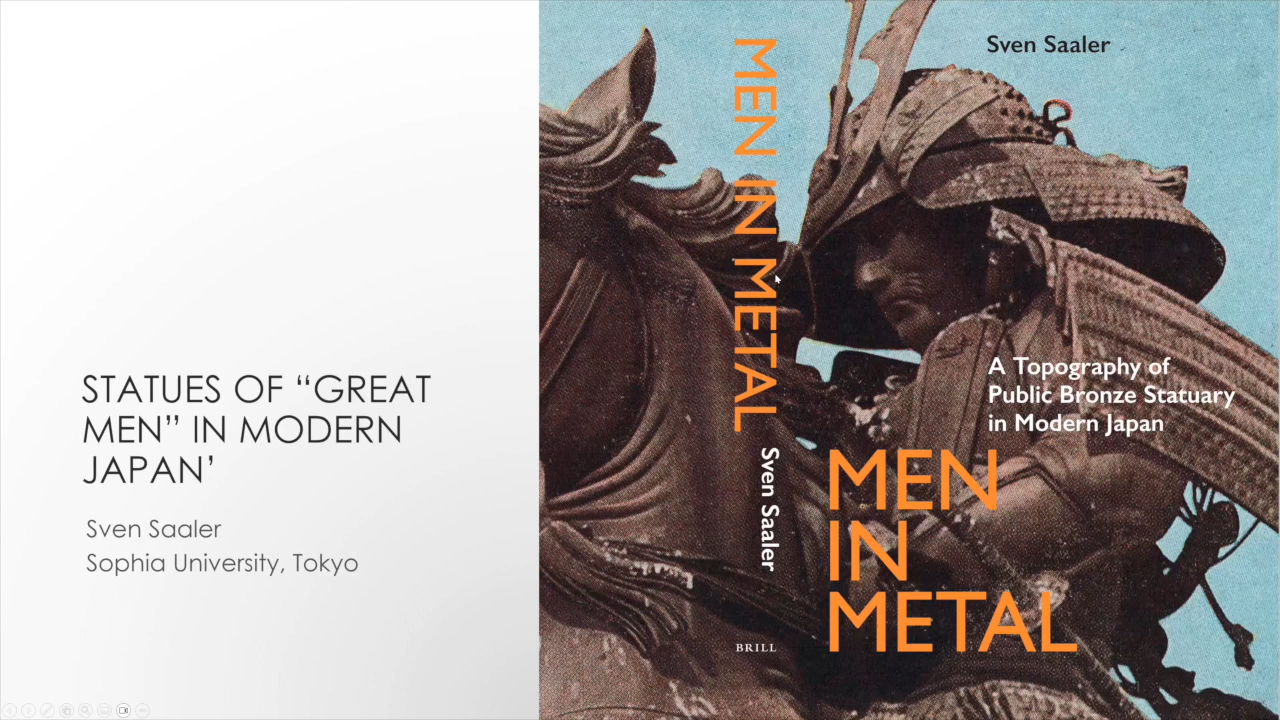 STATUES OF “GREAT
MEN” IN MODERN
JAPAN’
Sven Saaler
Sophia University, Tokyo
MEN IN METAL
Sven Saaler
BRILL
Sven Saaler
A Topography of
Public Bronze Statuary
in Modern Japan
MEN
IN
METAL